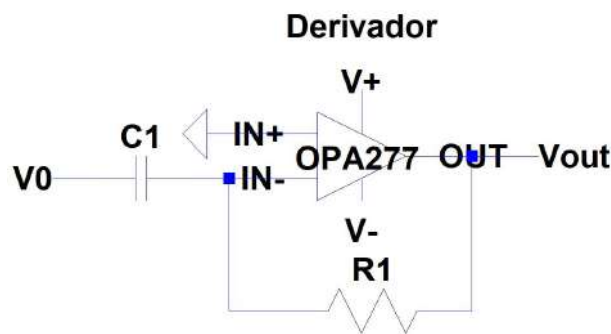 Derivador
V+
C1
IN+
OPA277
OUT
Vout
V0
IN-
V-
R1